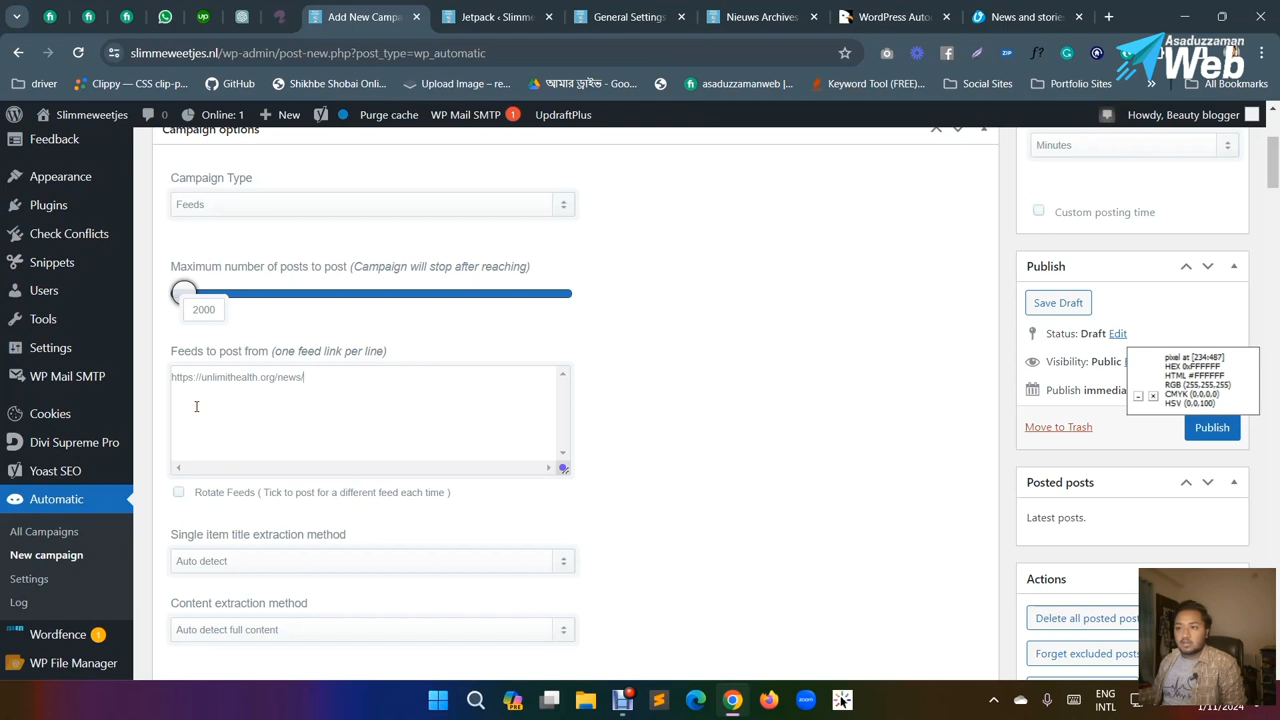 Add New Campa
Jetpack ‹ Slimme
General Settings
Nieuws Archives
WordPress Auto
News and stories
slimmeweetjes.nl/wp-admin/post-new.php?post_type=wp_automatic
Asaduzzaman
Web
driver
Clippy — CSS clip-p...
GitHub
Shikhbe Shobai Onli...
Upload Image – re...
আমার ড্রাইভ - Goo...
asaduzzamanweb |...
Keyword Tool (FREE)...
Social Sites
Portfolio Sites
All Bookmarks
Slimmeweetjes
0
Online: 1
New
Purge cache
WP Mail SMTP 1
UpdraftPlus
Howdy, Beauty blogger
Feedback
Appearance
Plugins
Check Conflicts
Snippets
Users
Tools
Settings
WP Mail SMTP
Cookies
Divi Supreme Pro
Yoast SEO
Automatic
All Campaigns
New campaign
Settings
Log
Wordfence 1
WP File Manager
Campaign options
Campaign Type
Feeds
Maximum number of posts to post (Campaign will stop after reaching)
2000
Feeds to post from (one feed link per line)
https://unlimithealth.org/news/
Rotate Feeds ( Tick to post for a different feed each time )
Single item title extraction method
Auto detect
Content extraction method
Auto detect full content
Minutes
Custom posting time
Publish
Save Draft
Status: Draft Edit
Visibility: Public
Publish immedia
pixel at [234:487]
HEX 0xFFFFFF
HTML #FFFFFF
RGB (255,255,255)
CMYK (0,0,0,0)
HSV (0,0,100)
Move to Trash
Publish
Posted posts
Latest posts.
Actions
Delete all posted post
Forget excluded posts
ENG
INTL
1/11/2024